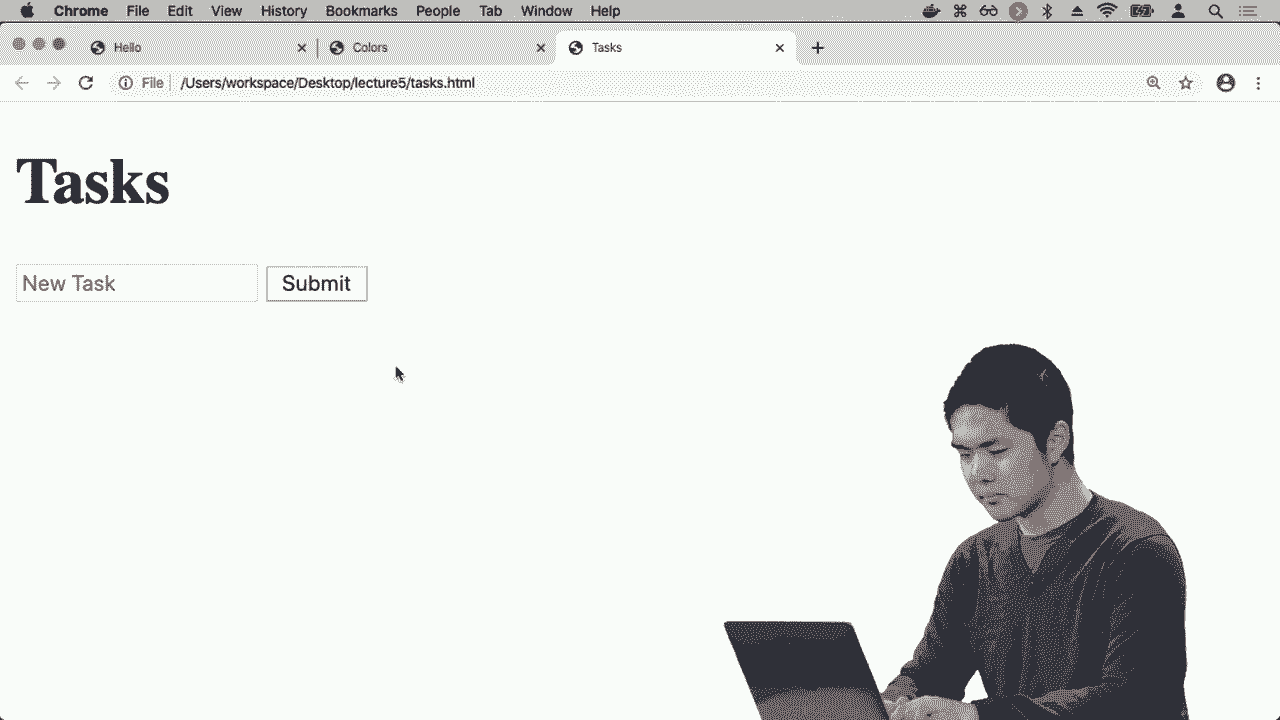 Chrome File Edit View History Bookmarks People Tab Window Help
Hello Colors Tasks
File /Users/workspace/Desktop/lecture5/tasks.html
Tasks
New Task Submit